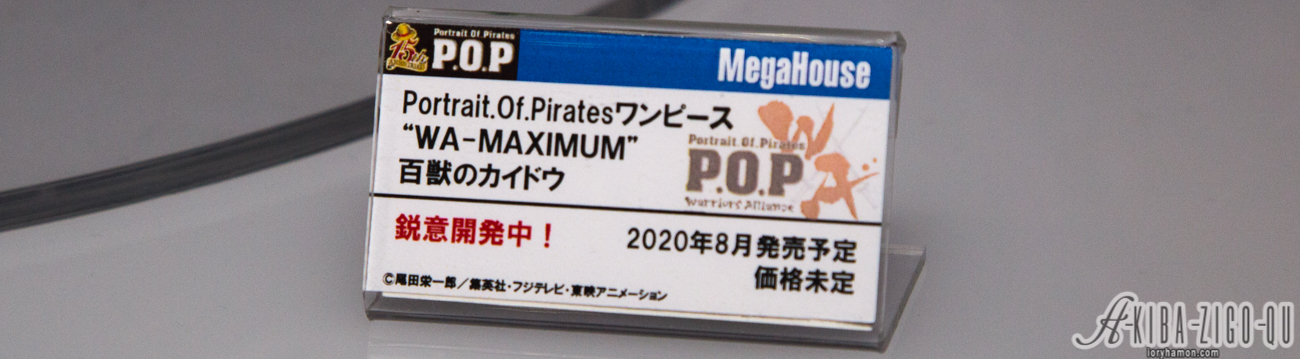 15th
Portrait.Of.Pirates
P.O.P
MegaHouse
Portrait.Of.Piratesワンピース
“WA-MAXIMUM”
百獣のカイドウ
WA
Portrait.Of.Pirates
P.O.P
Warriors Alliance
鋭意開発中！
2020年8月発売予定
価格未定
©尾田栄一郎／集英社・フジテレビ・東映アニメーション
A-KIBA-ZIGO-QU
loryhamon.com